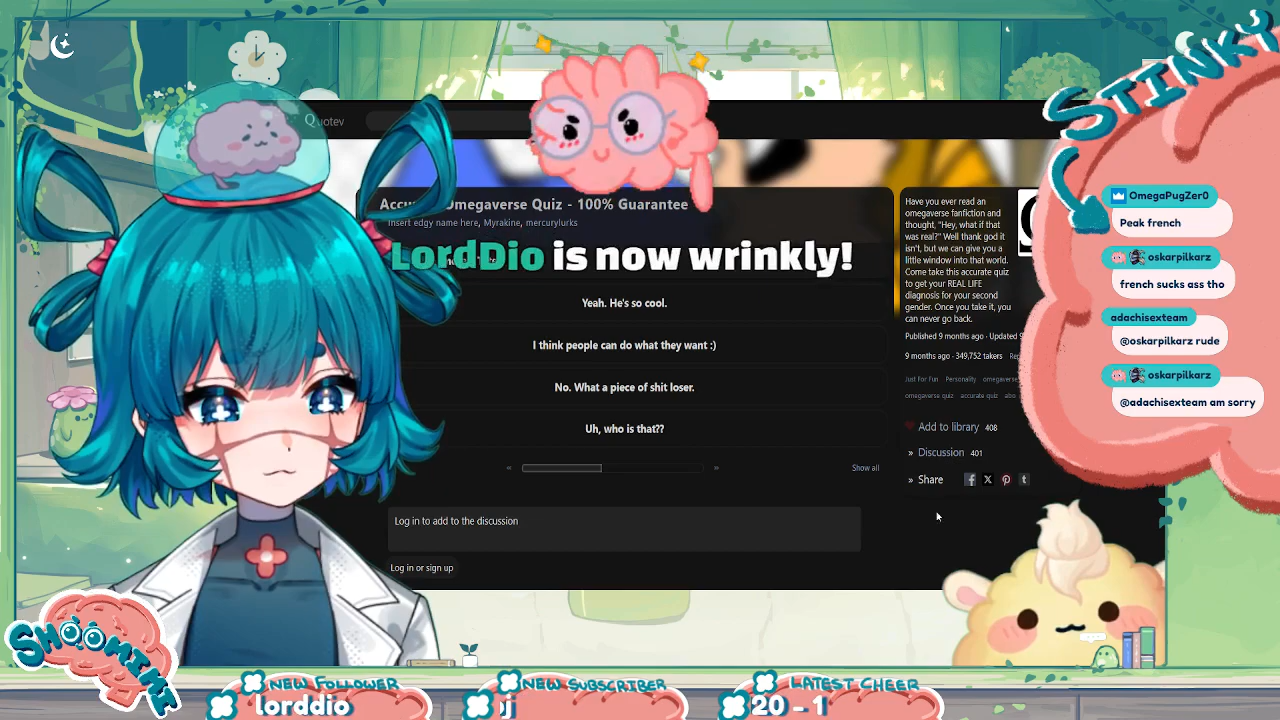 STINKY
Quotev
Omegaverse Quiz - 100% Guarantee
Insert edgy name here, Myrakine, mercurylurks
LordDio is now wrinkly!
Yeah. He's so cool.
I think people can do what they want :)
No. What a piece of shit loser.
Uh, who is that??
«
»
Show all
Log in to add to the discussion
Log in or sign up
Have you ever read an
omegaverse fanfiction and
thought, "Hey, what if that
was real?" Well thank god it
isn't, but we can give you a
little window into that world.
Come take this accurate quiz
to get your REAL LIFE
diagnosis for your second
gender. Once you take it, you
can never go back.
Published 9 months ago · Updated 9
9 months ago · 349,752 takers
Just For Fun Personality omegaverse
omegaverse quiz accurate quiz abo
Add to library 408
» Discussion 401
» Share
OmegaPugZer0
Peak french
oskarpilkarz
french sucks ass tho
adachisexteam
@oskarpilkarz rude
oskarpilkarz
@adachisexteam am sorry
SMOOMINE
NEW FOLLOWER
lorddio
NEW SUBSCRIBER
LATEST CHEER
20 - 1